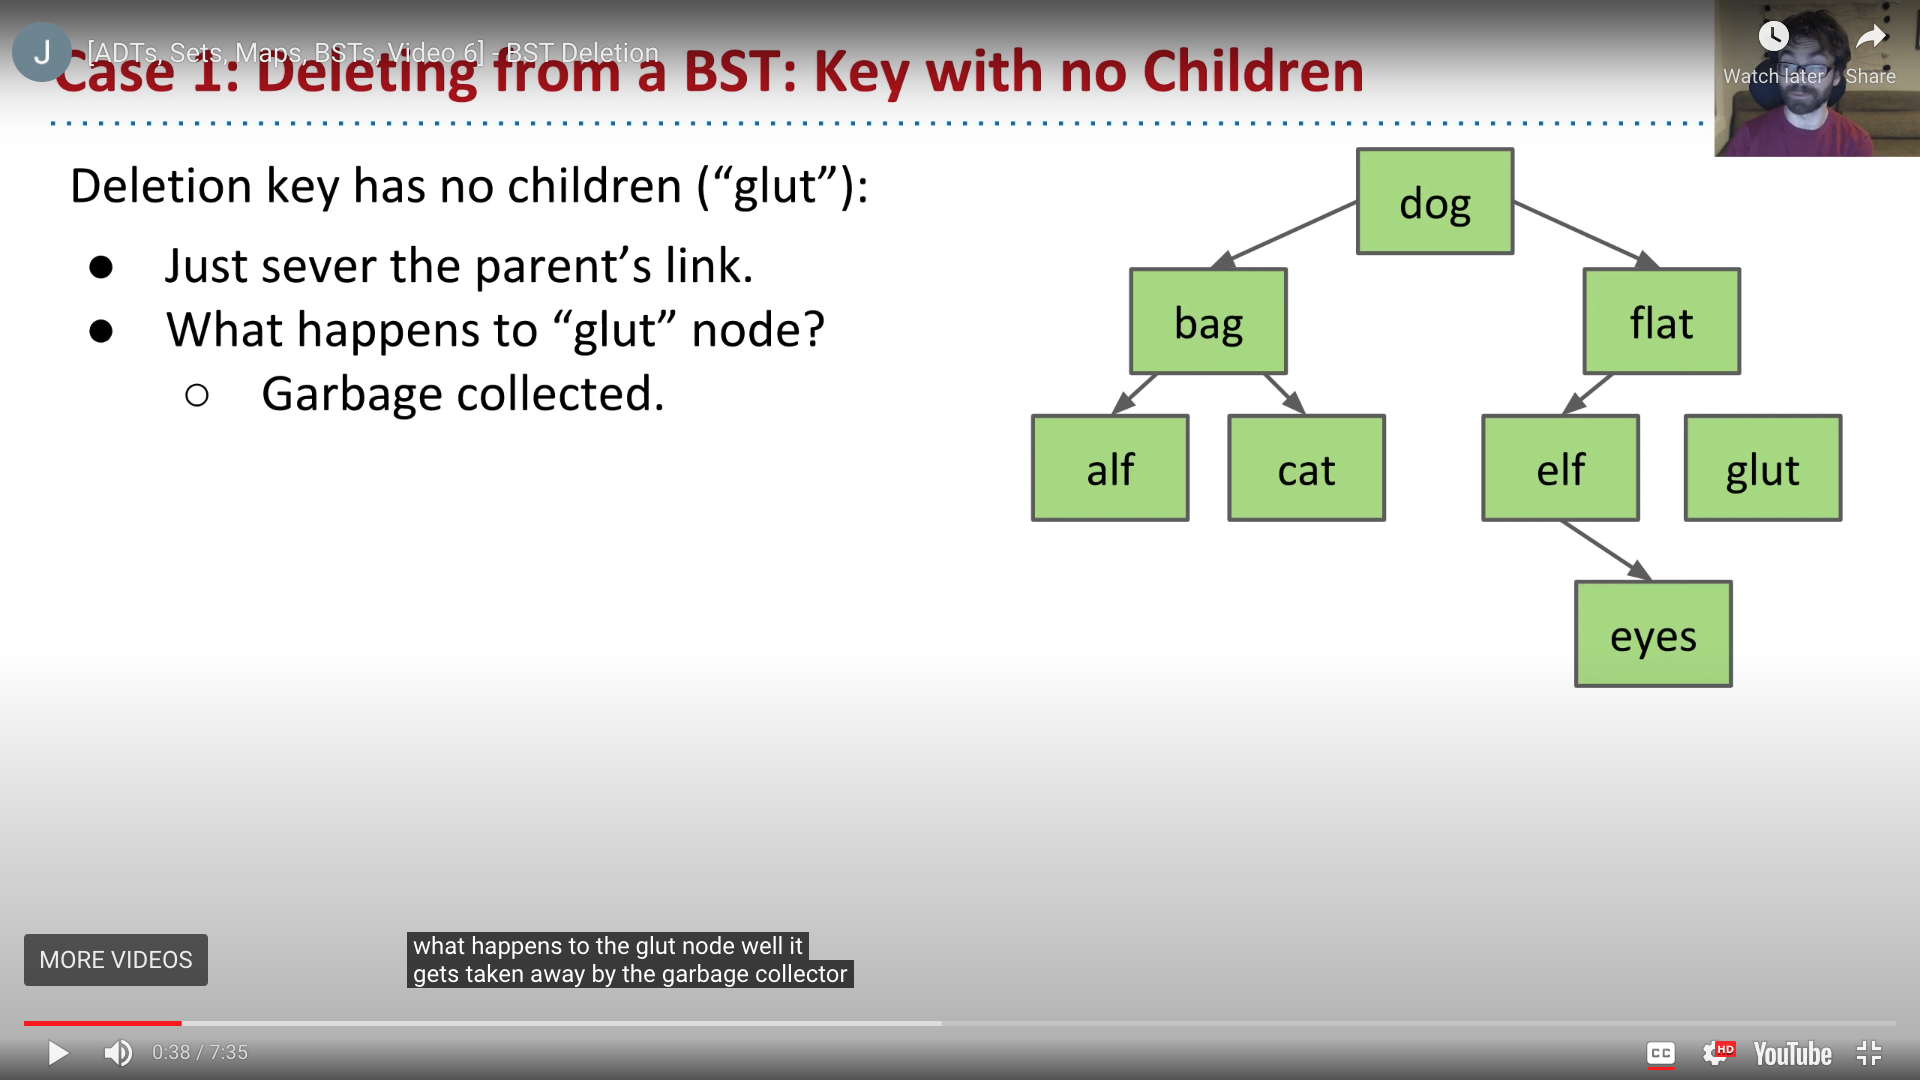 J
[ADTs, Sets, Maps, BSTs, Video 6] - BST Deletion
Case 1: Deleting from a BST: Key with no Children
Watch later
Share
Deletion key has no children (“glut”):
● Just sever the parent’s link.
● What happens to “glut” node?
○ Garbage collected.
dog
bag
flat
alf
cat
elf
glut
eyes
MORE VIDEOS
what happens to the glut node well it
gets taken away by the garbage collector
0:38 / 7:35
CC
HD
YouTube